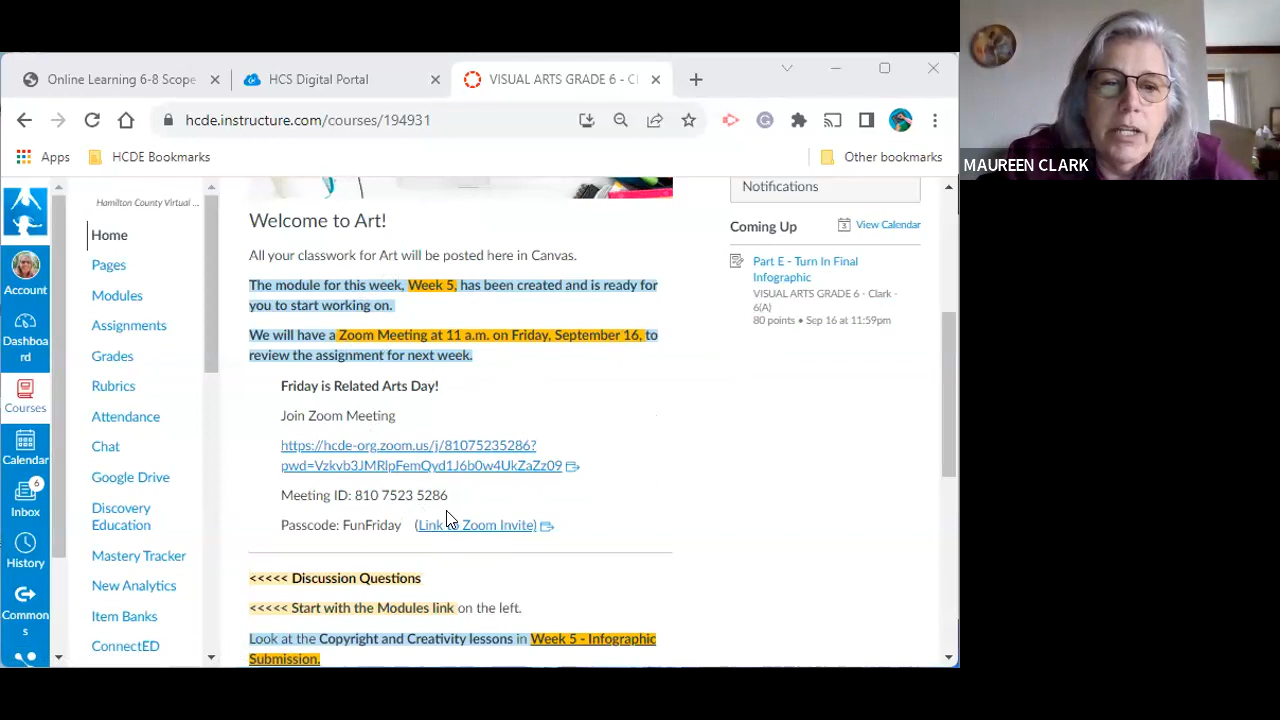 Online Learning 6-8 Scope
HCS Digital Portal
VISUAL ARTS GRADE 6 - Cl
hcde.instructure.com/courses/194931
Apps
HCDE Bookmarks
Other bookmarks
MAUREEN CLARK
Account
Dashboa
rd
Courses
Calendar
6
Inbox
History
Common
s
Hamilton County Virtual ...
Home
Pages
Modules
Assignments
Grades
Rubrics
Attendance
Chat
Google Drive
Discovery
Education
Mastery Tracker
New Analytics
Item Banks
ConnectED
Welcome to Art!
All your classwork for Art will be posted here in Canvas.
The module for this week, Week 5, has been created and is ready for
you to start working on.
We will have a Zoom Meeting at 11 a.m. on Friday, September 16, to
review the assignment for next week.
Friday is Related Arts Day!
Join Zoom Meeting
https://hcde-org.zoom.us/j/81075235286?
pwd=Vzkvb3JMRlpFemQyd1J6b0w4UkZaZz09
Meeting ID: 810 7523 5286
Passcode: FunFriday (Link to Zoom Invite)
<<<<< Discussion Questions
<<<<< Start with the Modules link on the left.
Look at the Copyright and Creativity lessons in Week 5 - Infographic
Submission.
Notifications
Coming Up
3
View Calendar
Part E - Turn In Final
Infographic
VISUAL ARTS GRADE 6 - Clark -
6(A)
80 points • Sep 16 at 11:59pm